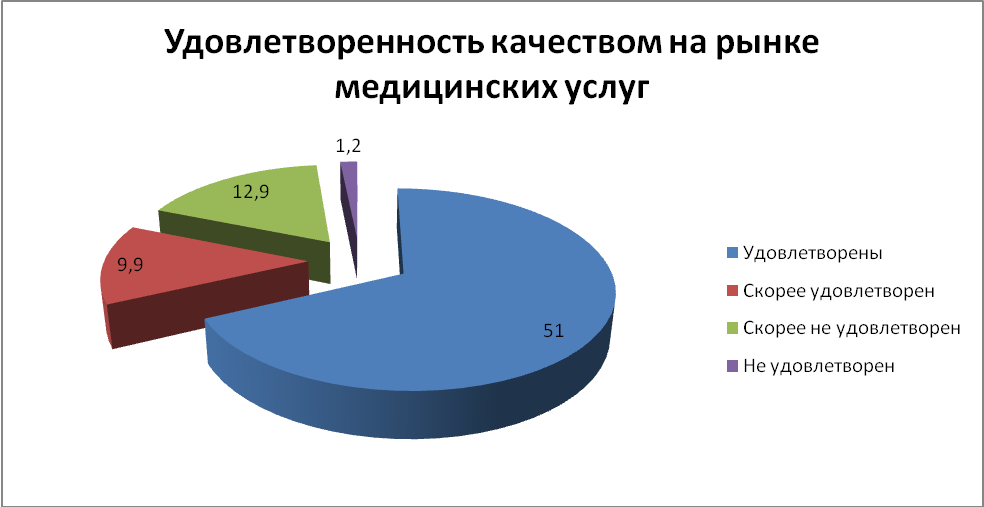 Удовлетворенность качеством на рынке
медицинских услуг
1,2
12,9
9,9
51
Удовлетворены
Скорее удовлетворен
Скорее не удовлетворен
Не удовлетворен